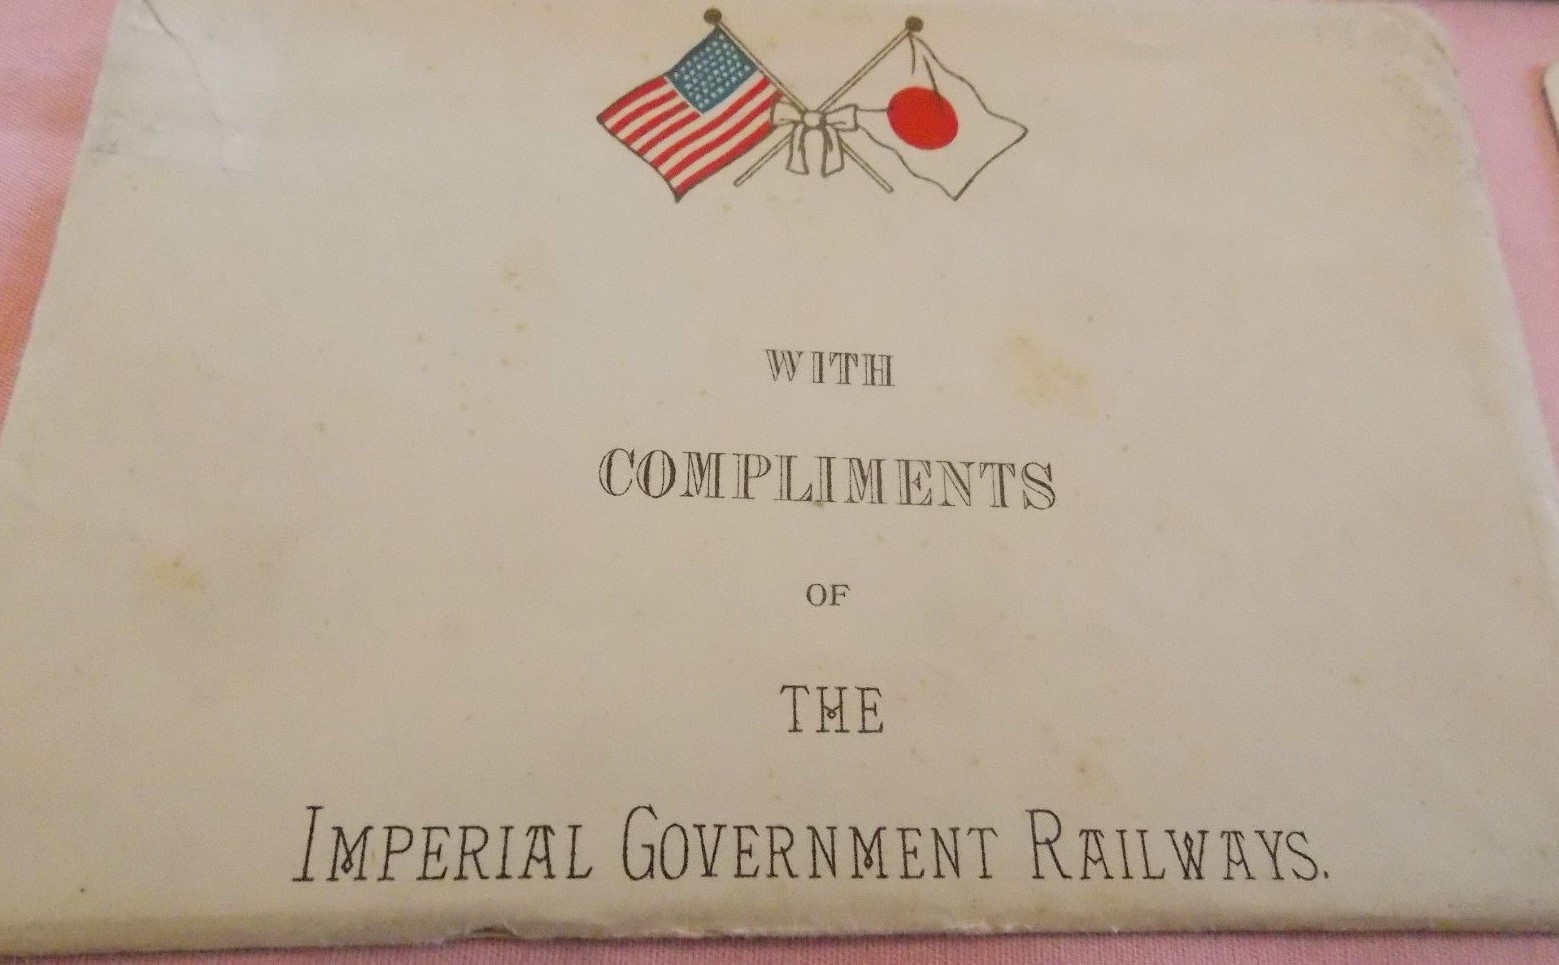 WITH
COMPLIMENTS
OF
THE
IMPERIAL GOVERNMENT RAILWAYS.